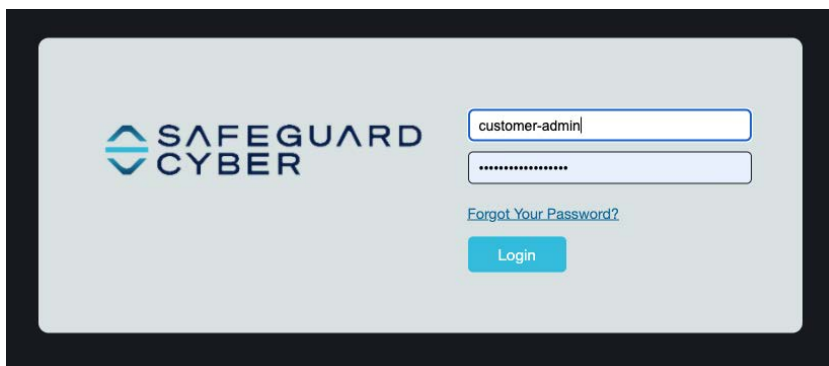 SAFEGUARD
CYBER
customer-admin
••••••••••••••••••
Forgot Your Password?
Login